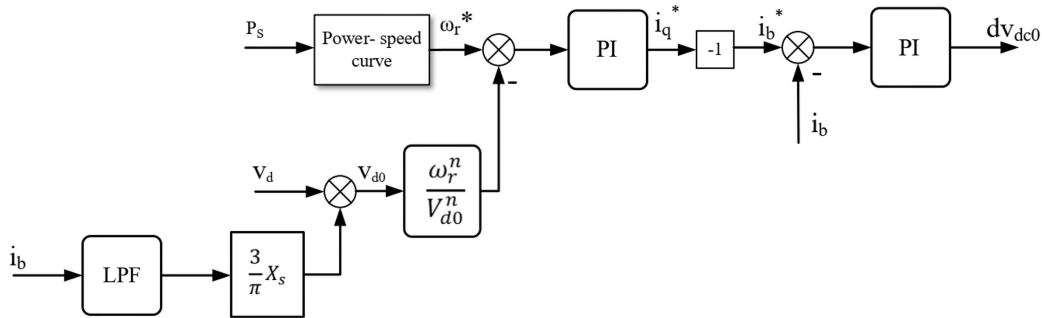 P_s
Power- speed
curve
ω_r*
-
PI
i_q^*
-1
i_b^*
-
i_b
PI
dv_dc0
v_d
v_d0
ω_r^n
V_d0^n
i_b
LPF
3
π
X_s